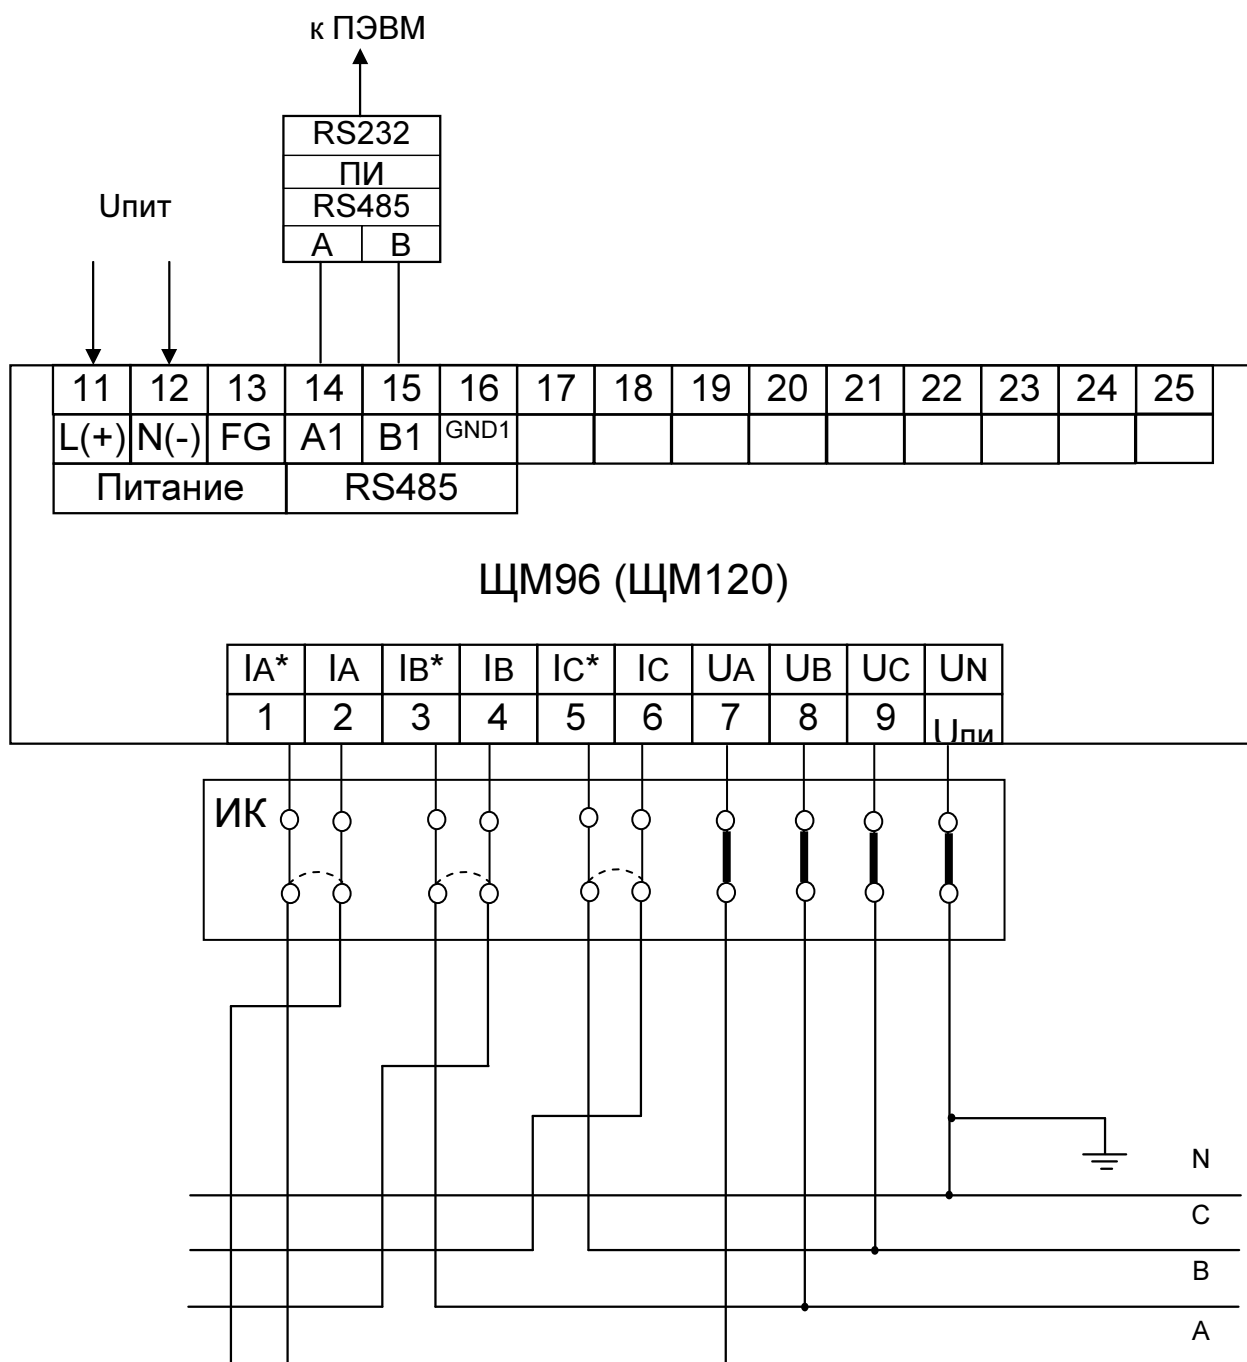 к ПЭВМ
RS232
ПИ
RS485
A B
Uпит
11 12 13 14 15 16 17 18 19 20 21 22 23 24 25
L(+) N(-) FG A1 B1 GND1
Питание RS485
ЩМ96 (ЩМ120)
IA* IA IB* IB IC* IC UA UB UC UN
1 2 3 4 5 6 7 8 9 Uпи
ИК
N
C
B
A